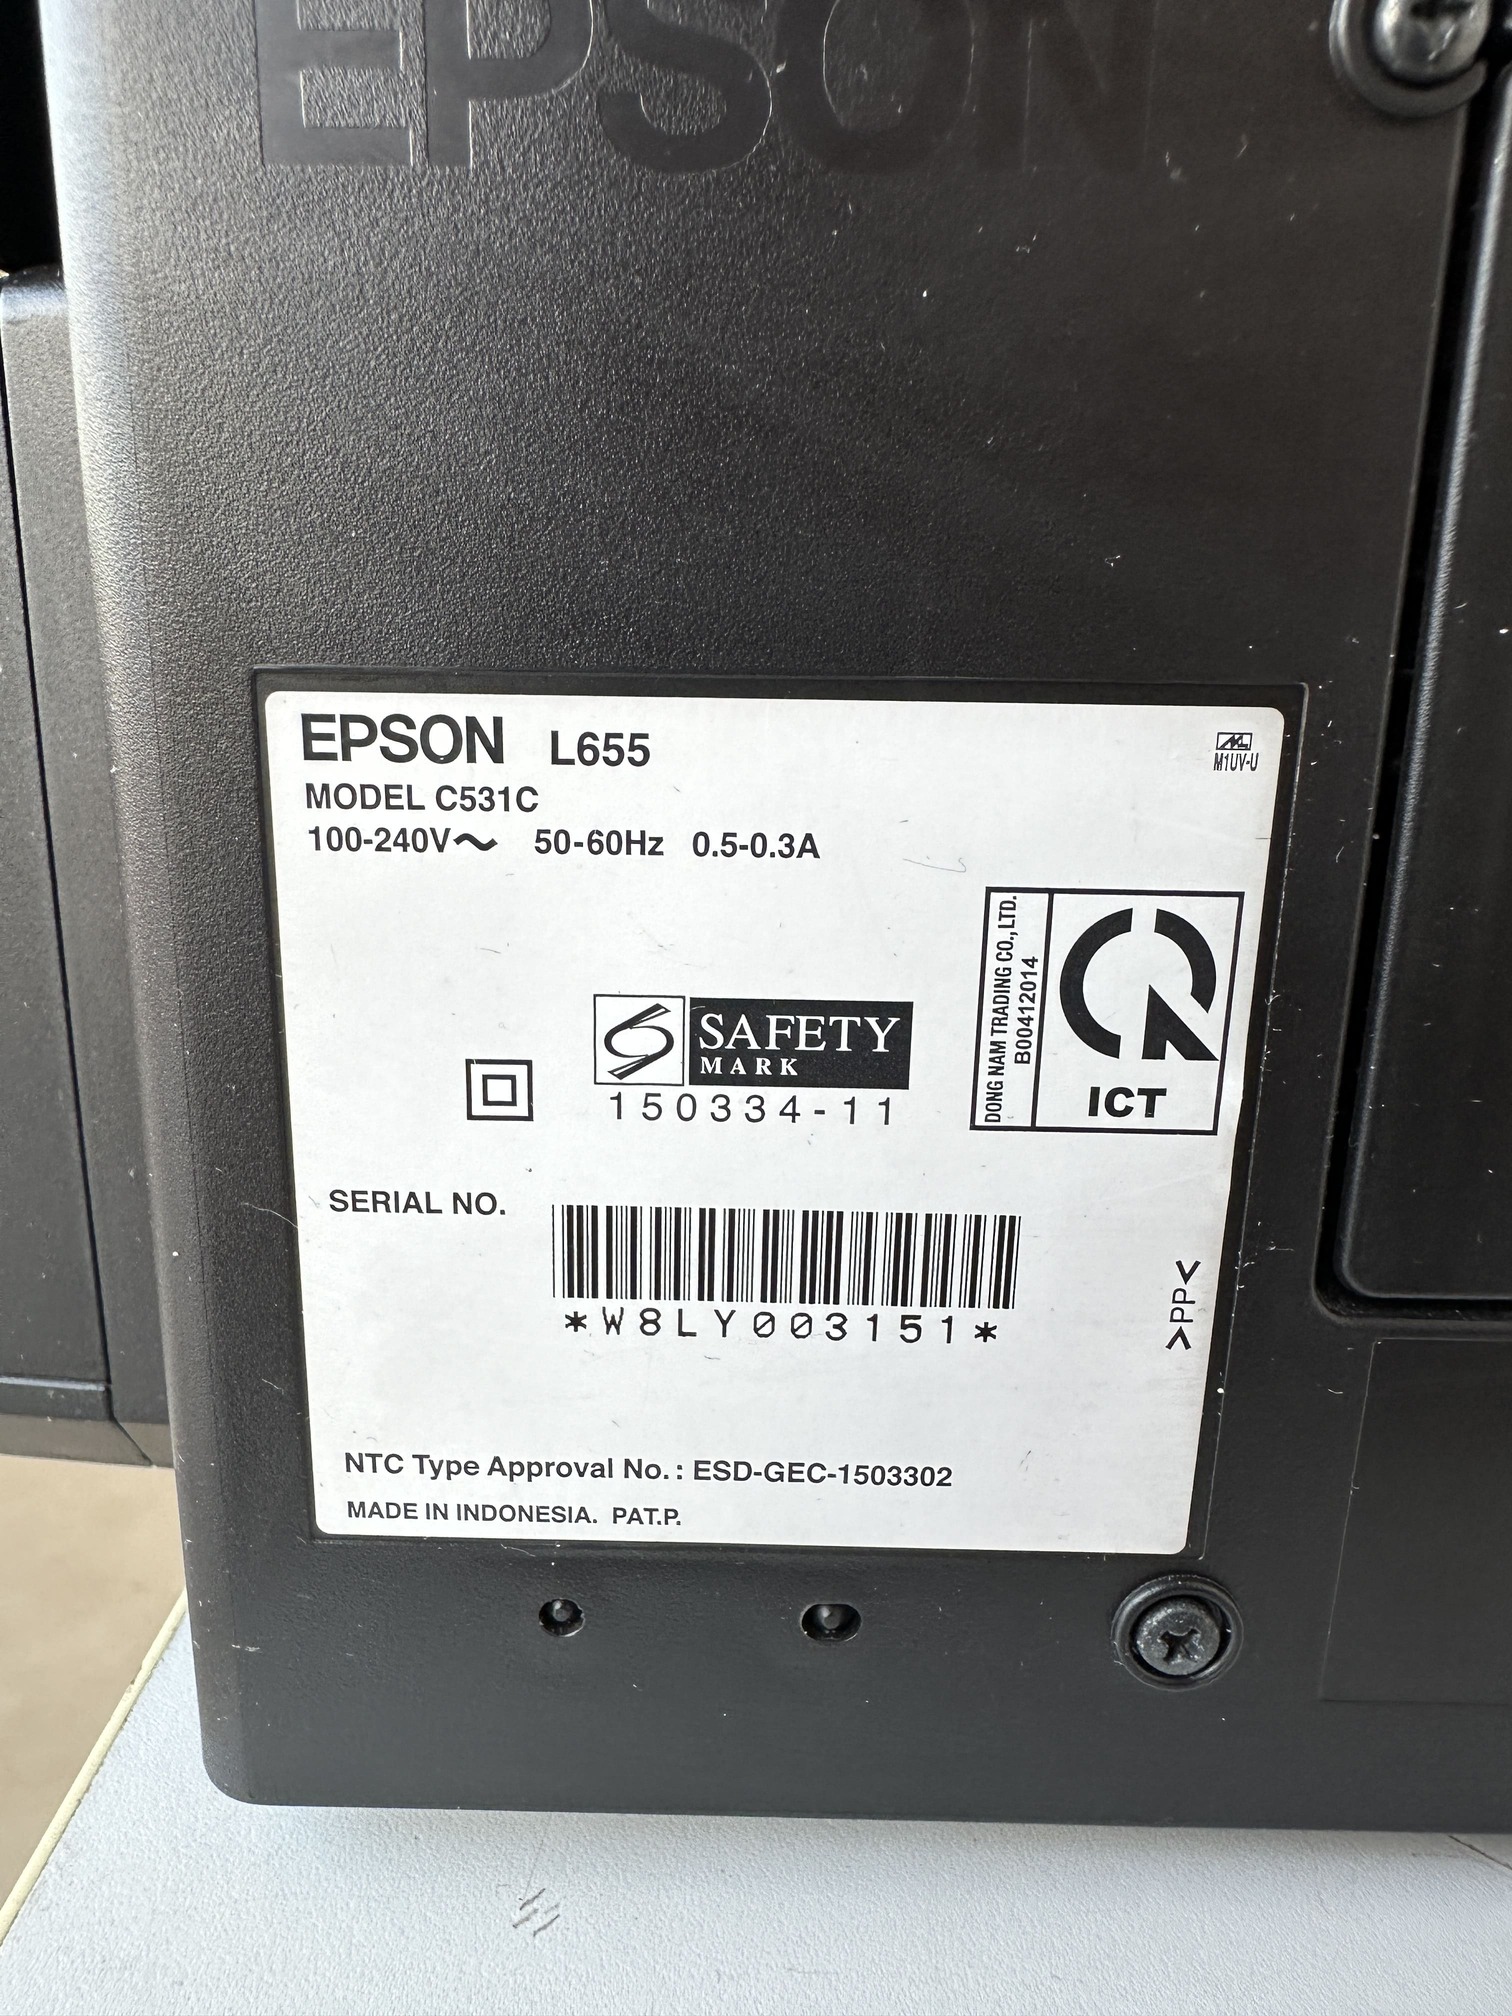 EPSON
EPSON L655
M1UV-U
MODEL C531C
100-240V～ 50-60Hz 0.5-0.3A
DONG NAM TRADING CO.,LTD.
B00412014
ICT
SAFETY
MARK
150334-11
SERIAL NO.
*W8LY003151*
>PP<
NTC Type Approval No.: ESD-GEC-1503302
MADE IN INDONESIA. PAT.P.